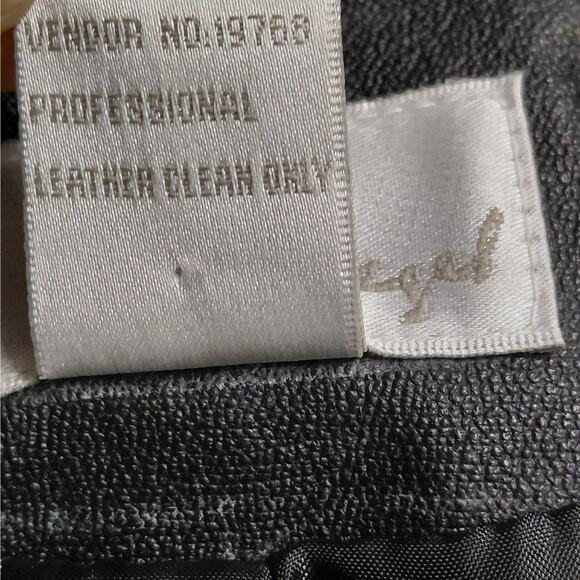 VENDOR NO:19768
PROFESSIONAL
LEATHER CLEAN ONLY